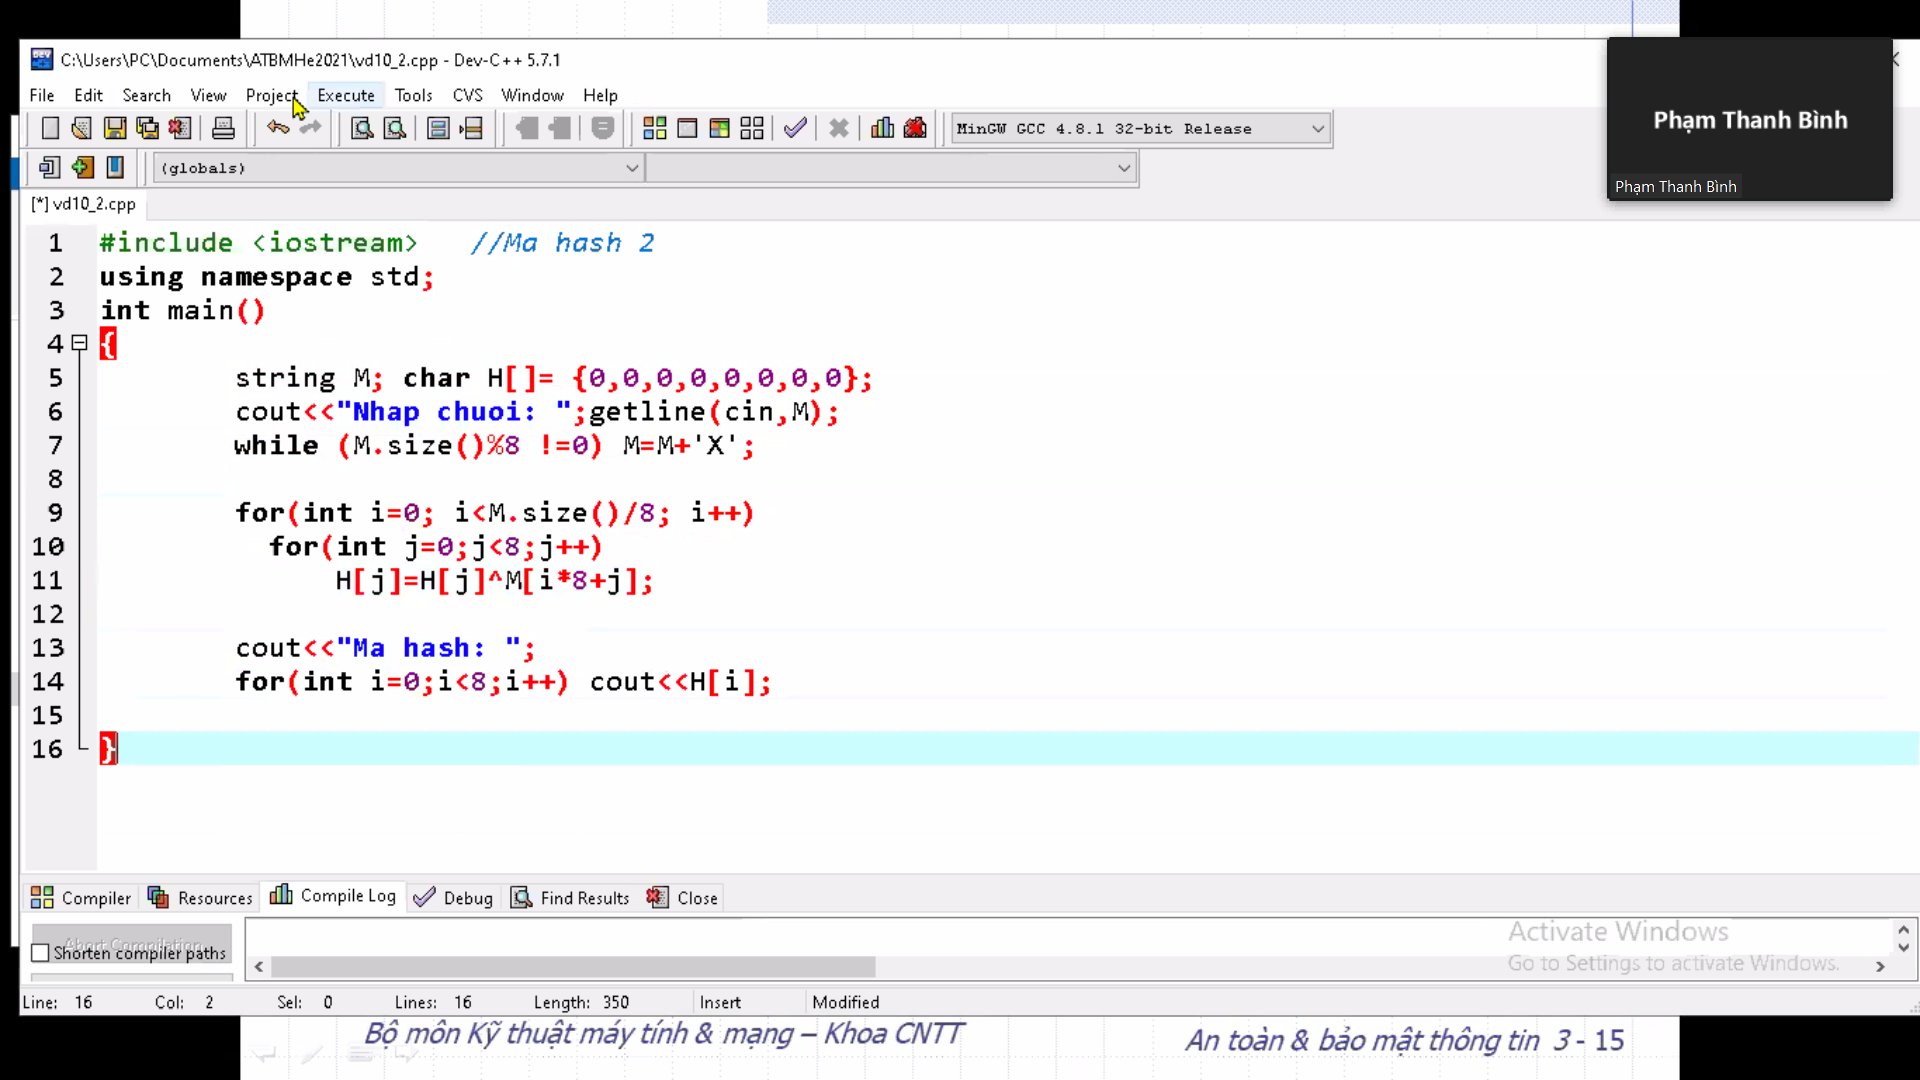 C:\Users\PC\Documents\ATBMHe2021\vd10_2.cpp - Dev-C++ 5.7.1
File Edit Search View Project Execute Tools CVS Window Help
MinGW GCC 4.8.1 32-bit Release
(globals)
[*] vd10_2.cpp
Phạm Thanh Bình
Phạm Thanh Bình
1 #include <iostream> //Ma hash 2
2 using namespace std;
3 int main()
4 {
5 string M; char H[]= {0,0,0,0,0,0,0,0};
6 cout<<"Nhap chuoi: ";getline(cin,M);
7 while (M.size()%8 !=0) M=M+'X';
8
9 for(int i=0; i<M.size()/8; i++)
10 for(int j=0;j<8;j++)
11 H[j]=H[j]^M[i*8+j];
12
13 cout<<"Ma hash: ";
14 for(int i=0;i<8;i++) cout<<H[i];
15
16 }
Compiler Resources Compile Log Debug Find Results Close
Abort Compilation
Shorten compiler paths
Activate Windows
Go to Settings to activate Windows.
Line: 16 Col: 2 Sel: 0 Lines: 16 Length: 350 Insert Modified
Bộ môn Kỹ thuật máy tính & mạng – Khoa CNTT
An toàn & bảo mật thông tin 3 - 15